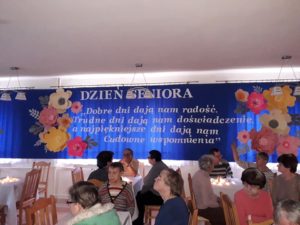 DZIEŃ SENIORA
„Dobre dni dają nam radość.
Trudne dni dają nam doświadczenie,
a najpiękniejsze dni dają nam
Cudowne wspomnienia"